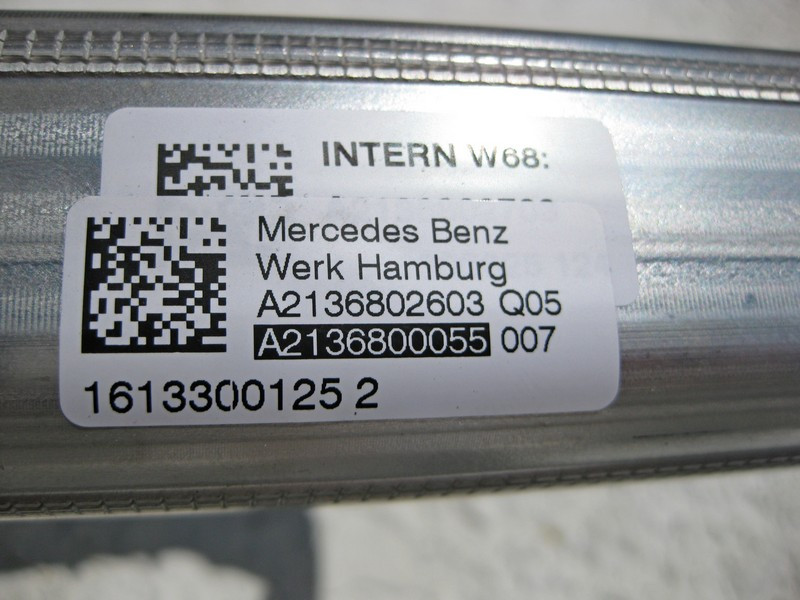 INTERN W68:
Mercedes Benz
Werk Hamburg
A2136802603 Q05
A2136800055 007
1613300125 2